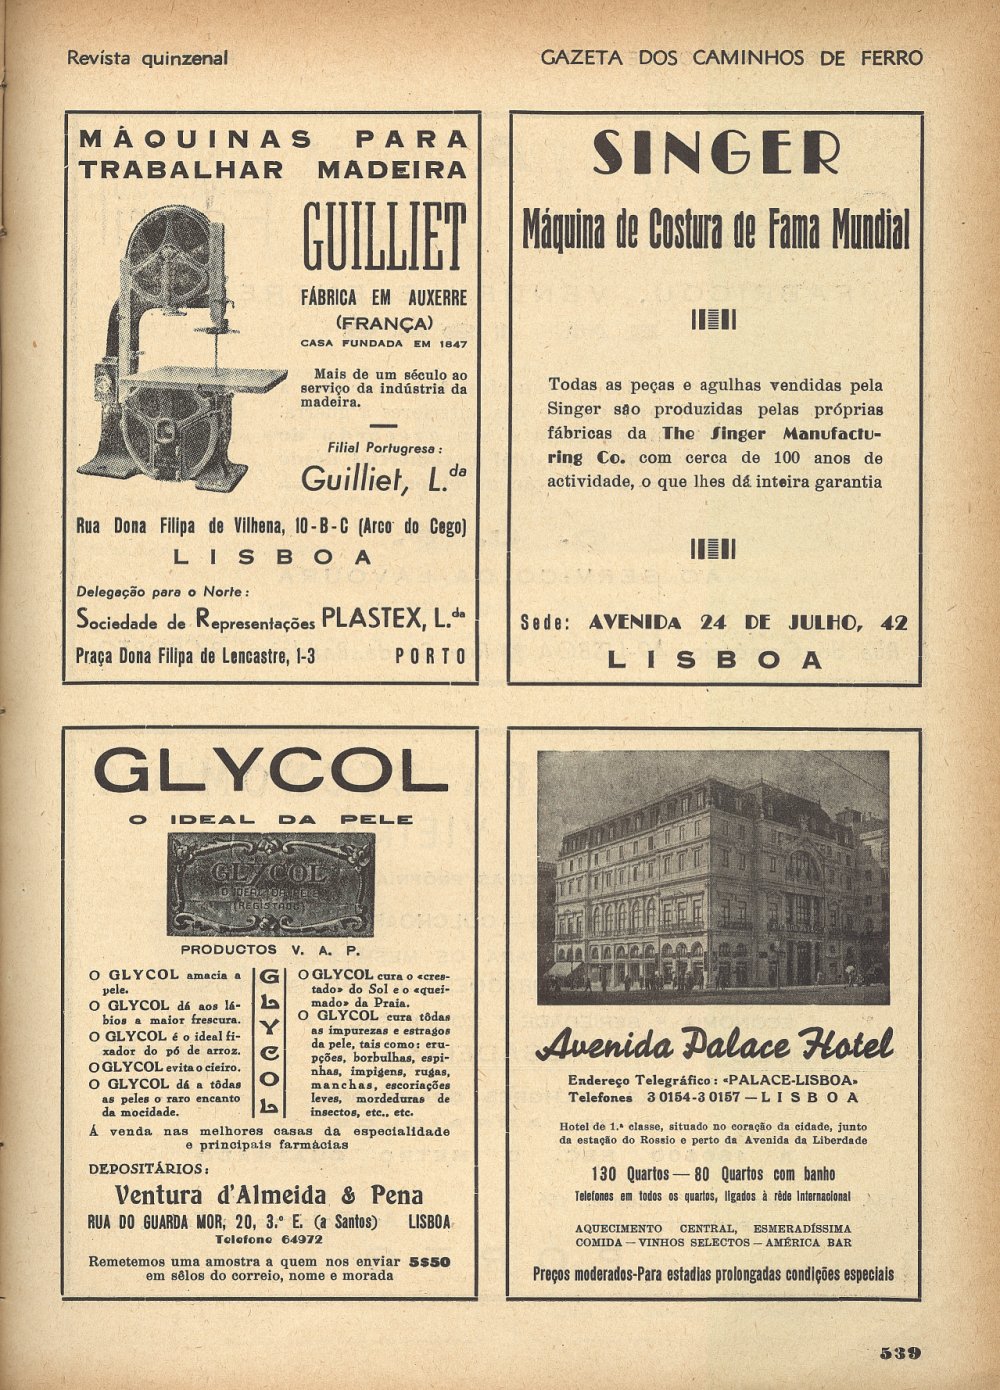 Revista quinzenal
GAZETA DOS CAMINHOS DE FERRO
MÁQUINAS PARA
TRABALHAR MADEIRA
GUILLIET
FÁBRICA EM AUXERRE
(FRANÇA)
CASA FUNDADA EM 1847
Mais de um século ao
serviço da indústria da
madeira.
Filial Portugresa:
Guilliet, L.da
Rua Dona Filipa de Vilhena, 10-B-C (Arco do Cego)
LISBOA
Delegação para o Norte:
Sociedade de Representações PLASTEX, L.da
Praça Dona Filipa de Lencastre, 1-3 PORTO
SINGER
Máquina de Costura de Fama Mundial
Todas as peças e agulhas vendidas pela
Singer são produzidas pelas próprias
fábricas da The Singer Manufactu-
ring Co. com cerca de 100 anos de
actividade, o que lhes dá inteira garantia
Sede: AVENIDA 24 DE JULHO, 42
LISBOA
GLYCOL
O IDEAL DA PELE
GLYCOL
O IDEAL DA PELE
(REGISTADO)
PRODUCTOS V. A. P.
O GLYCOL amacia a
pele.
O GLYCOL dá aos lá-
bios a maior frescura.
O GLYCOL é o ideal fi-
xador do pó de arroz.
O GLYCOL evita o cieiro.
O GLYCOL dá a tôdas
as peles o raro encanto
da mocidade.
GLYCOL
O GLYCOL cura o «cres-
tado» do Sol e o «quei-
mado» da Praia.
O GLYCOL cura tôdas
as impurezas e estragos
da pele, tais como: eru-
pções, borbulhas, espi-
nhas, impigens, rugas,
manchas, escoriações
leves, mordeduras de
insectos, etc., etc.
Á venda nas melhores casas da especialidade
e principais farmácias
DEPOSITÁRIOS:
Ventura d'Almeida & Pena
RUA DO GUARDA MOR, 20, 3.º E. (a Santos) LISBOA
Telefone 64972
Remetemos uma amostra a quem nos enviar 5$50
em sêlos do correio, nome e morada
Avenida Palace Hotel
Endereço Telegráfico: «PALACE-LISBOA»
Telefones 3 0154-3 0157 — LISBOA
Hotel de 1.ª classe, situado no coração da cidade, junto
da estação do Rossio e perto da Avenida da Liberdade
130 Quartos — 80 Quartos com banho
Telefones em todos os quartos, ligados à rêde Internacional
AQUECIMENTO CENTRAL, ESMERADÍSSIMA
COMIDA — VINHOS SELECTOS — AMÉRICA BAR
Preços moderados-Para estadias prolongadas condições especiais
539